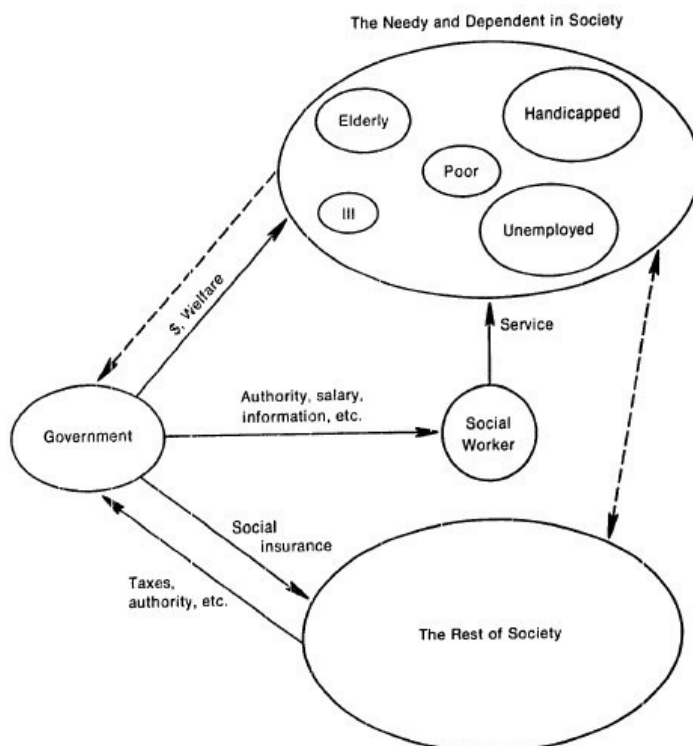 The Needy and Dependent in Society
Elderly
Handicapped
Poor
Ill
Unemployed
$, Welfare
Service
Authority, salary,
information, etc.
Government
Social
Worker
Social
insurance
Taxes,
authority, etc.
The Rest of Society